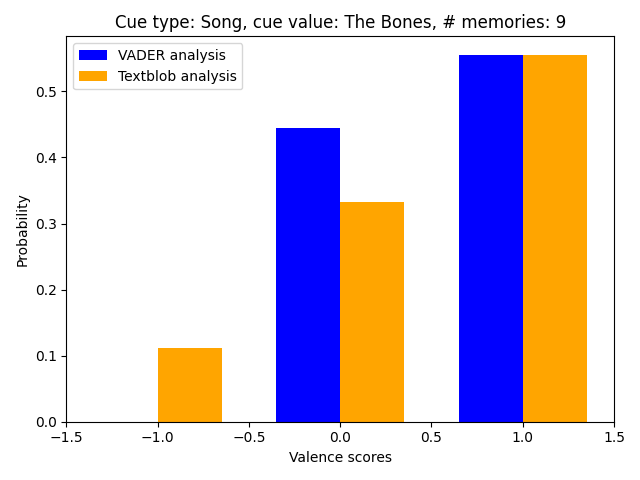 Cue type: Song, cue value: The Bones, # memories: 9
VADER analysis
Textblob analysis
Probability
0.5
0.4
0.3
0.2
0.1
0.0
−1.5 −1.0 −0.5 0.0 0.5 1.0 1.5
Valence scores